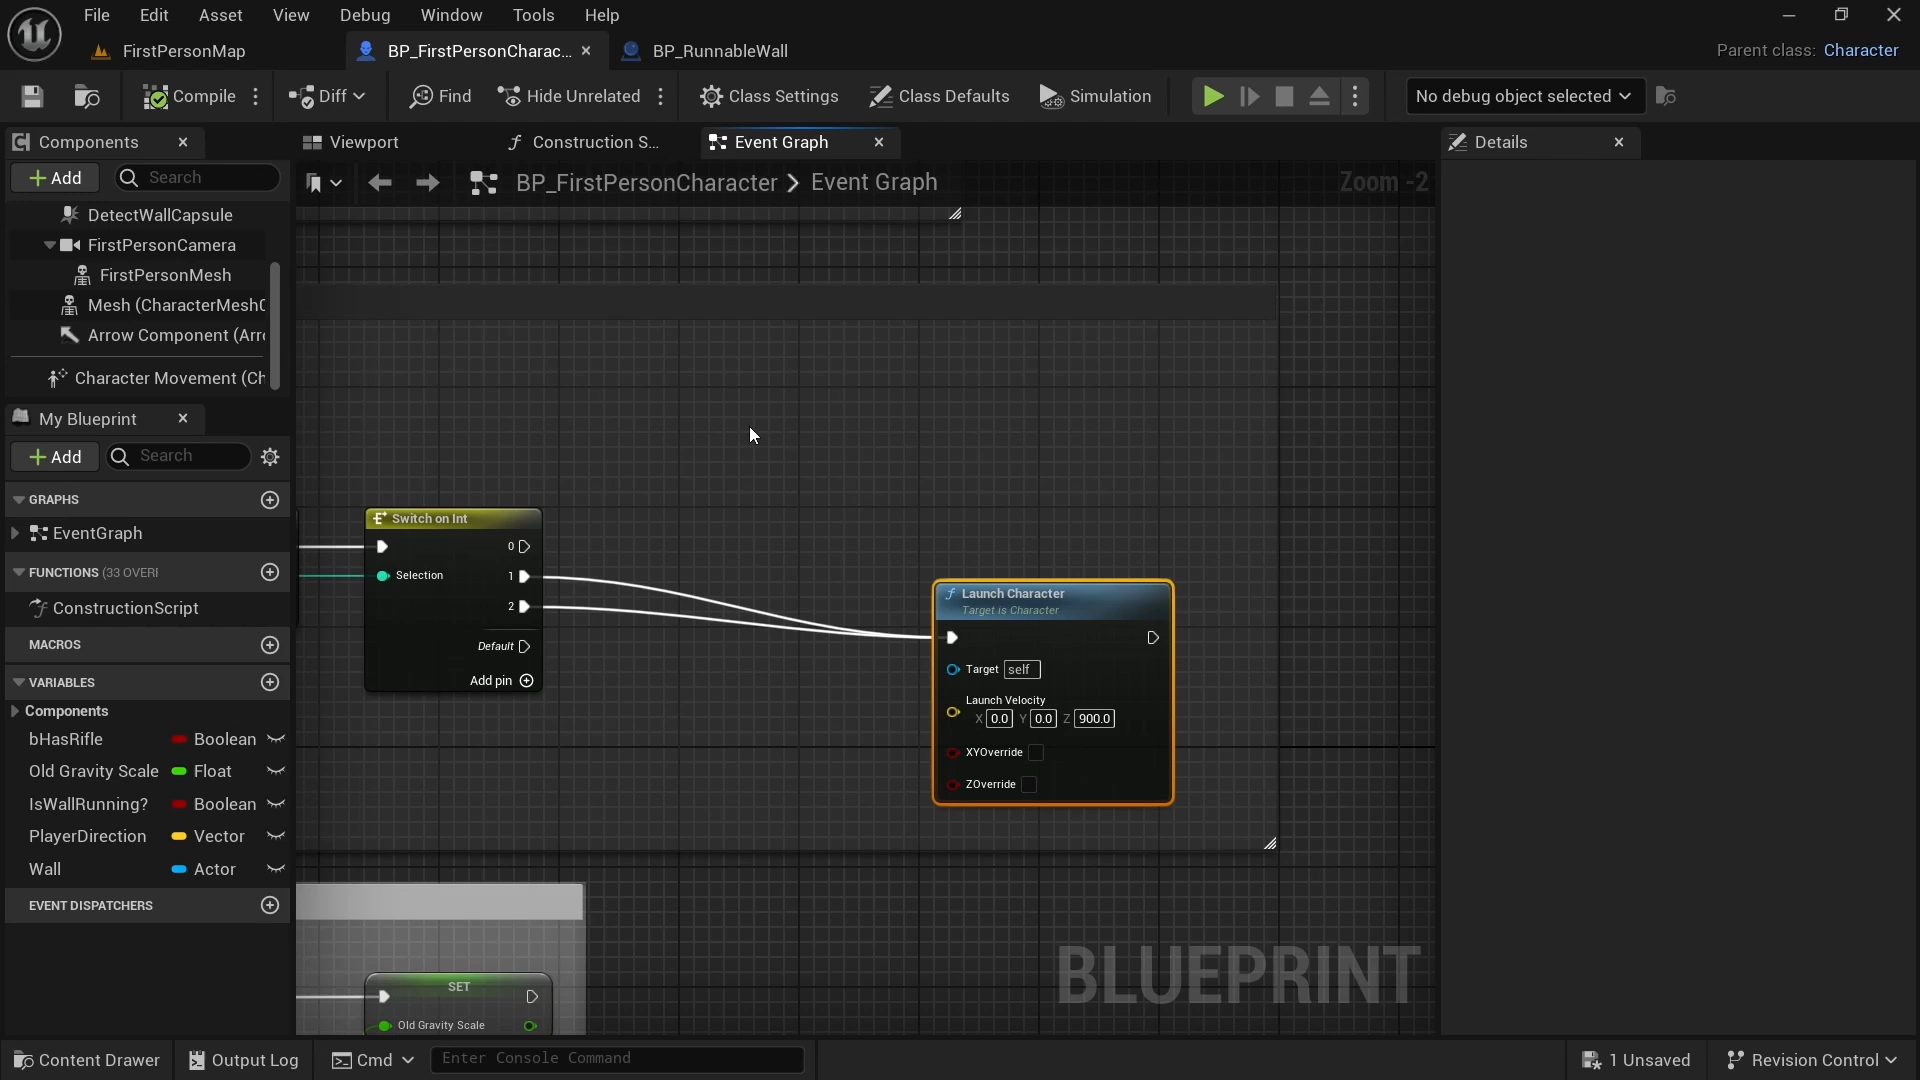 File Edit Asset View Debug Window Tools Help
FirstPersonMap BP_FirstPersonCharac... BP_RunnableWall Parent class: Character
Compile Diff Find Hide Unrelated Class Settings Class Defaults Simulation No debug object selected
Components Viewport Construction S... Event Graph Details
Add Search BP_FirstPersonCharacter Event Graph Zoom -2
DetectWallCapsule
FirstPersonCamera
FirstPersonMesh
Mesh (CharacterMesh0
Arrow Component (Arro
Character Movement (Ch
My Blueprint
Add Search
GRAPHS
EventGraph
FUNCTIONS (33 OVERI
ConstructionScript
MACROS
VARIABLES
Components
bHasRifle Boolean
Old Gravity Scale Float
IsWallRunning? Boolean
PlayerDirection Vector
Wall Actor
EVENT DISPATCHERS
Switch on Int
0
Selection 1
2
Default
Add pin
Launch Character
Target is Character
Target self
Launch Velocity
X 0.0 Y 0.0 Z 900.0
XYOverride
ZOverride
SET
Old Gravity Scale
BLUEPRINT
Content Drawer Output Log Cmd Enter Console Command 1 Unsaved Revision Control